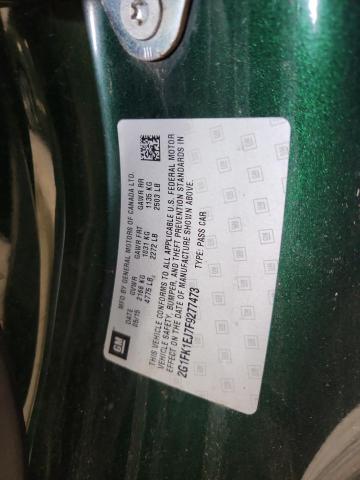 GM
MFD BY GENERAL MOTORS OF CANADA LTD.
DATE GVWR GAWR FRT GAWR RR
05/15 2166 KG 1031 KG 1135 KG
4775 LB 2272 LB 2503 LB
THIS VEHICLE CONFORMS TO ALL APPLICABLE U.S. FEDERAL MOTOR
VEHICLE SAFETY, BUMPER, AND THEFT PREVENTION STANDARDS IN
EFFECT ON THE DATE OF MANUFACTURE SHOWN ABOVE.
2G1FK1EJ7F9277473 TYPE: PASS CAR